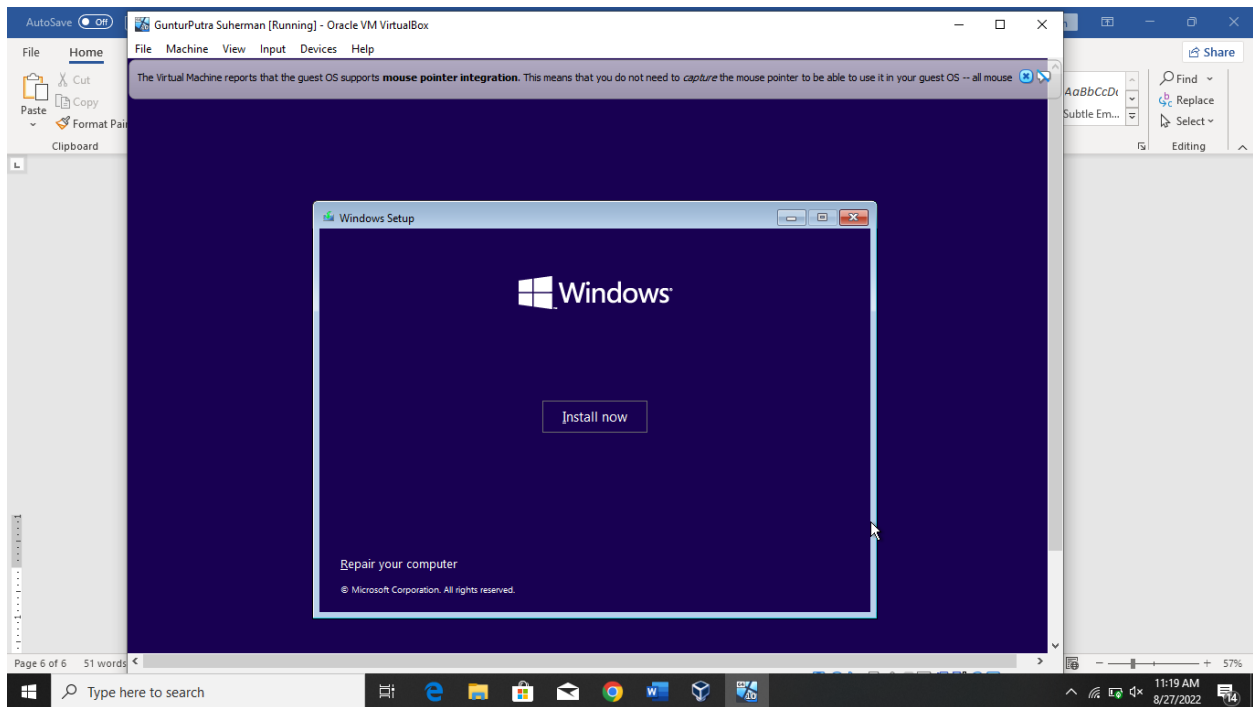 AutoSave Off
GunturPutra Suherman [Running] - Oracle VM VirtualBox
File Home
File Machine View Input Devices Help
Share
The Virtual Machine reports that the guest OS supports mouse pointer integration. This means that you do not need to capture the mouse pointer to be able to use it in your guest OS -- all mouse
Paste
Cut
Copy
Format Pai
Clipboard
AaBbCcDc
Subtle Em...
Find
Replace
Select
Editing
Windows Setup
Windows
Install now
Repair your computer
© Microsoft Corporation. All rights reserved.
Page 6 of 6 51 words
57%
Type here to search
11:19 AM
8/27/2022
14